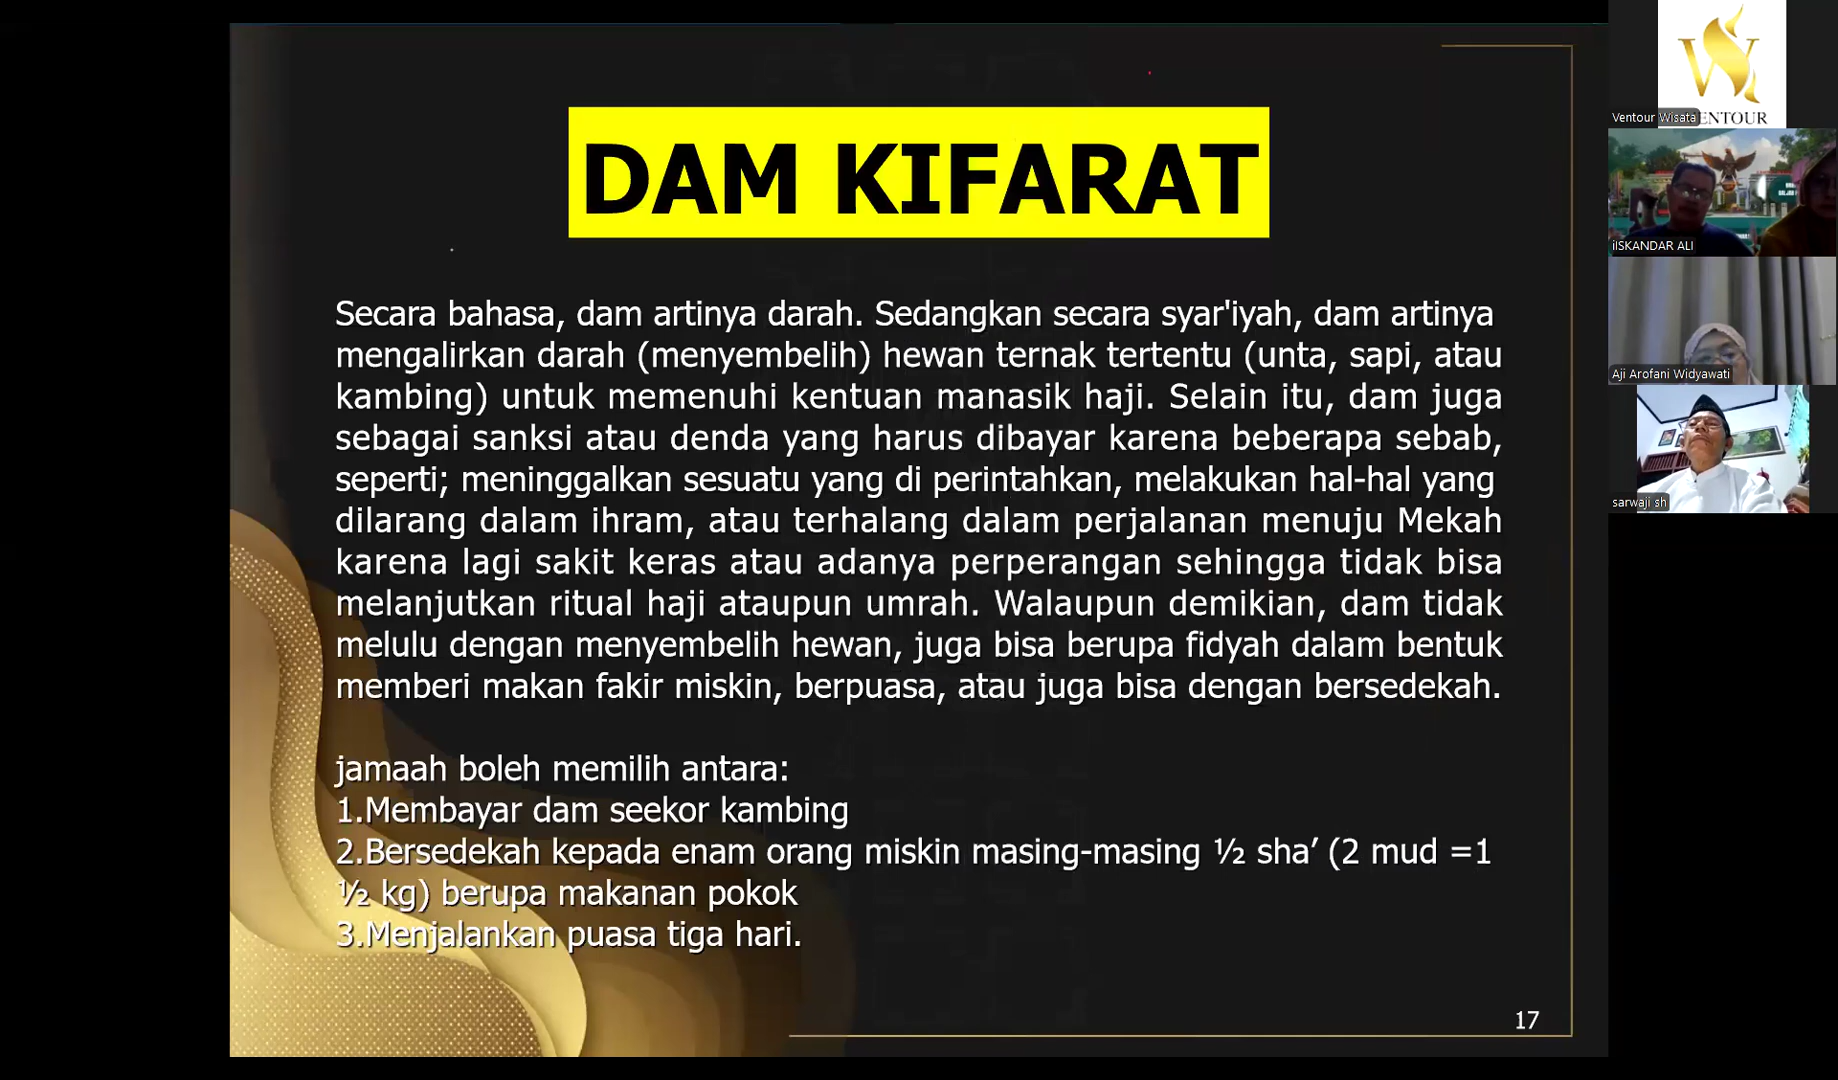 DAM KIFARAT
Secara bahasa, dam artinya darah. Sedangkan secara syar'iyah, dam artinya
mengalirkan darah (menyembelih) hewan ternak tertentu (unta, sapi, atau
kambing) untuk memenuhi kentuan manasik haji. Selain itu, dam juga
sebagai sanksi atau denda yang harus dibayar karena beberapa sebab,
seperti; meninggalkan sesuatu yang di perintahkan, melakukan hal-hal yang
dilarang dalam ihram, atau terhalang dalam perjalanan menuju Mekah
karena lagi sakit keras atau adanya perperangan sehingga tidak bisa
melanjutkan ritual haji ataupun umrah. Walaupun demikian, dam tidak
melulu dengan menyembelih hewan, juga bisa berupa fidyah dalam bentuk
memberi makan fakir miskin, berpuasa, atau juga bisa dengan bersedekah.
jamaah boleh memilih antara:
1.Membayar dam seekor kambing
2.Bersedekah kepada enam orang miskin masing-masing ½ sha’ (2 mud =1
½ kg) berupa makanan pokok
3.Menjalankan puasa tiga hari.
17
Ventour Wisata
ENTOUR
iISKANDAR ALI
Aji Arofani Widyawati
sarwaji sh